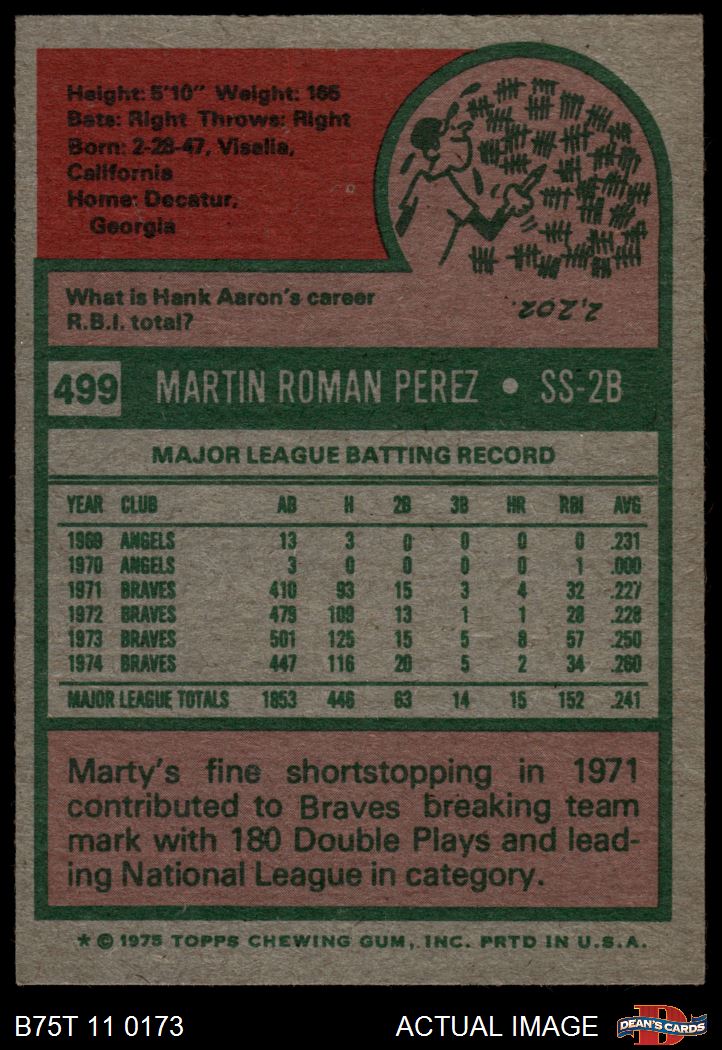 Height: 5'10" Weight: 165
Bats: Right Throws: Right
Born: 2-28-47, Visalia,
California
Home: Decatur,
Georgia
What is Hank Aaron's career
R.B.I. total?
2,202.
499 MARTIN ROMAN PEREZ • SS-2B
MAJOR LEAGUE BATTING RECORD
YEAR CLUB AB H 2B 3B HR RBI AVG
1969 ANGELS 13 3 0 0 0 0 .231
1970 ANGELS 3 0 0 0 0 1 .000
1971 BRAVES 410 93 15 3 4 32 .227
1972 BRAVES 479 109 13 1 1 28 .228
1973 BRAVES 501 125 15 5 8 57 .250
1974 BRAVES 447 116 20 5 2 34 .260
MAJOR LEAGUE TOTALS 1853 446 63 14 15 152 .241
Marty's fine shortstopping in 1971
contributed to Braves breaking team
mark with 180 Double Plays and lead-
ing National League in category.
* © 1975 TOPPS CHEWING GUM, INC. PRTD IN U.S.A.
B75T 11 0173 ACTUAL IMAGE D DEAN'S CARDS